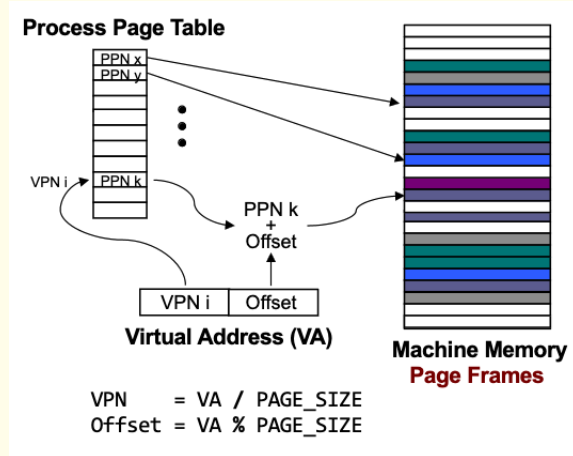 Process Page Table
PPN x
PPN y
VPN i
PPN k
PPN k
+
Offset
VPN i
Offset
Virtual Address (VA)
Machine Memory
Page Frames
VPN    = VA / PAGE_SIZE
Offset = VA % PAGE_SIZE